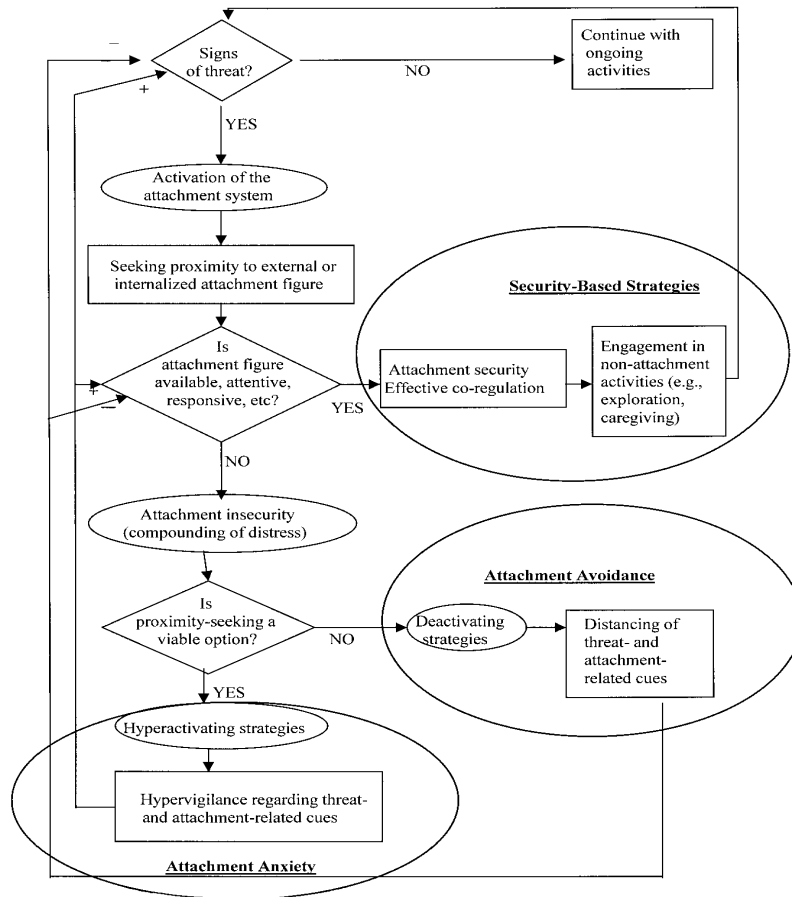 Signs
of threat?
NO
Continue with
ongoing
activities
–
+
YES
Activation of the
attachment system
Seeking proximity to external or
internalized attachment figure
Security-Based Strategies
Is
attachment figure
available, attentive,
responsive, etc?
+
–
YES
Attachment security
Effective co-regulation
Engagement in
non-attachment
activities (e.g.,
exploration,
caregiving)
NO
Attachment insecurity
(compounding of distress)
Attachment Avoidance
Is
proximity-seeking a
viable option?
NO
Deactivating
strategies
Distancing of
threat- and
attachment-
related cues
YES
Hyperactivating strategies
Hypervigilance regarding threat-
and attachment-related cues
Attachment Anxiety